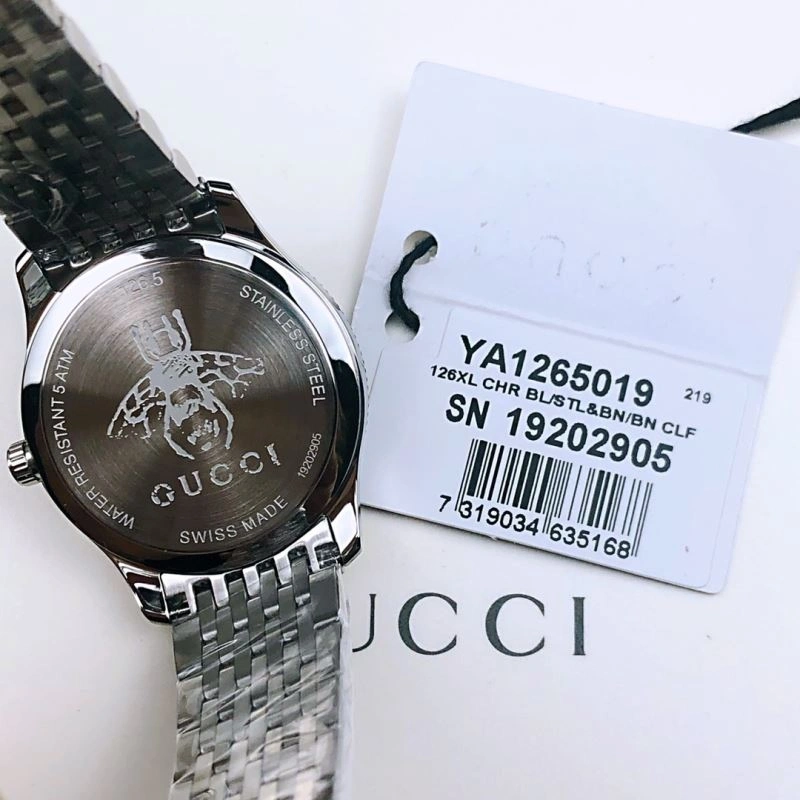 126.5
STAINLESS STEEL
WATER RESISTANT 5 ATM
GUCCI
SWISS MADE
19202905
YA1265019
219
126XL CHR BL/STL&BN/BN CLF
SN 19202905
7 319034 635168
UCCI